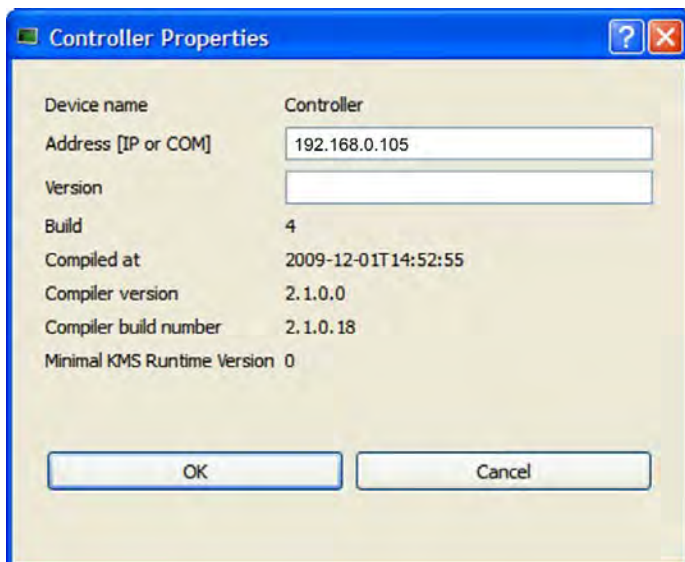 Controller Properties
Device name Controller
Address [IP or COM] 192.168.0.105
Version
Build 4
Compiled at 2009-12-01T14:52:55
Compiler version 2.1.0.0
Compiler build number 2.1.0.18
Minimal KMS Runtime Version 0
OK Cancel